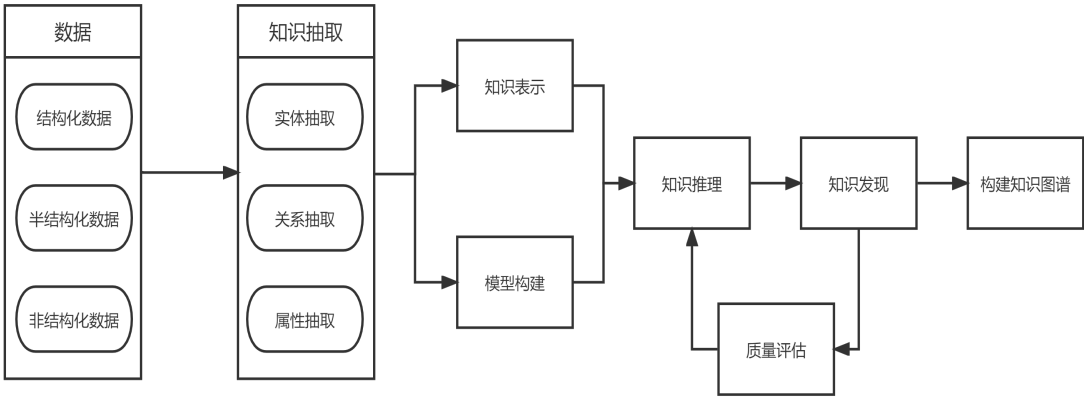 数据
结构化数据
半结构化数据
非结构化数据
知识抽取
实体抽取
关系抽取
属性抽取
知识表示
模型构建
知识推理
知识发现
构建知识图谱
质量评估